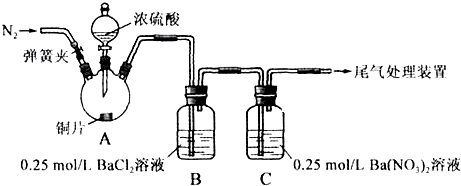 浓硫酸
N₂
弹簧夹
尾气处理装置
铜片
A
0.25 mol/L BaCl₂溶液
0.25 mol/L Ba(NO₃)₂溶液
B
C